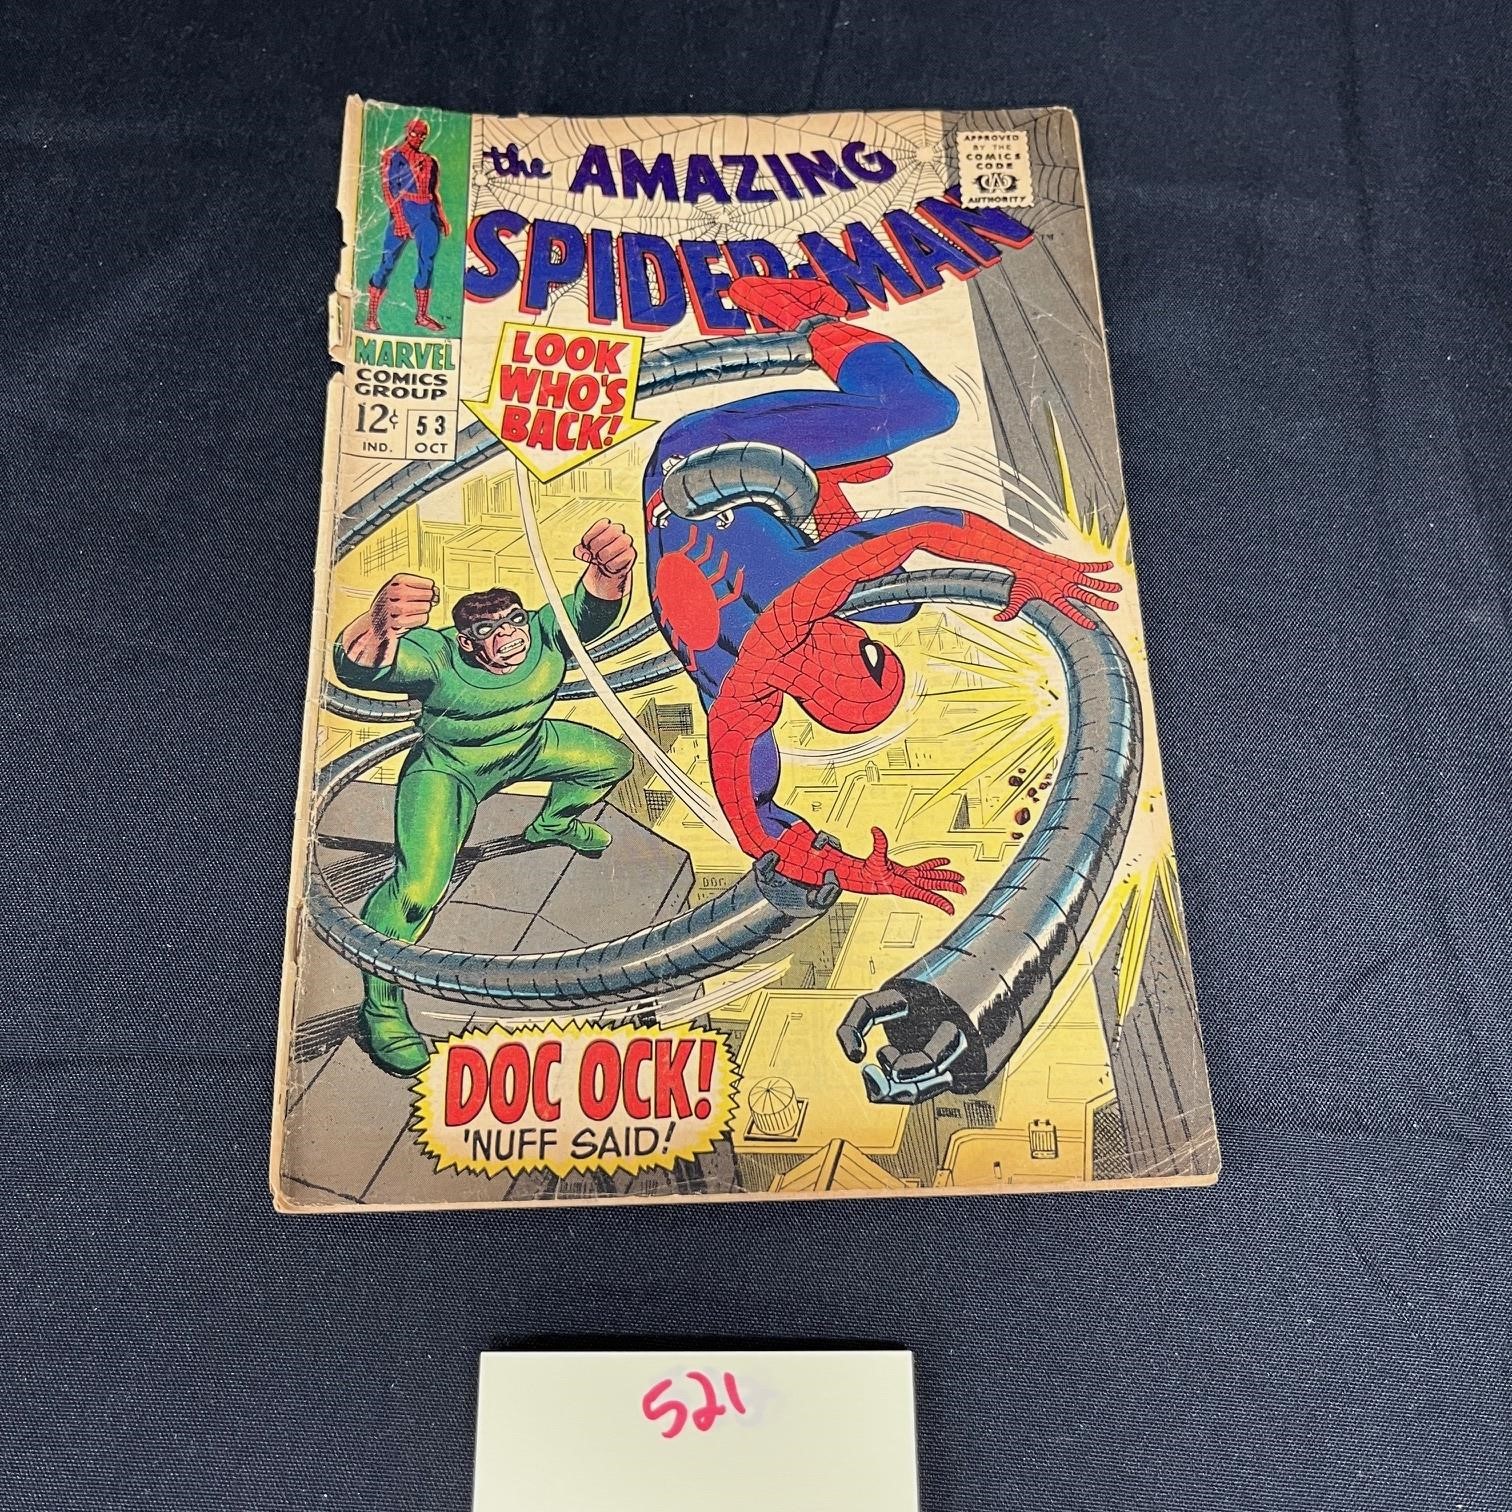 the AMAZING
SPIDER-MAN
APPROVED
BY THE
COMICS
CODE
CA
AUTHORITY
MARVEL
COMICS
GROUP
12¢ 53
IND. OCT
LOOK
WHO'S
BACK!
DOC OCK!
'NUFF SAID!
521